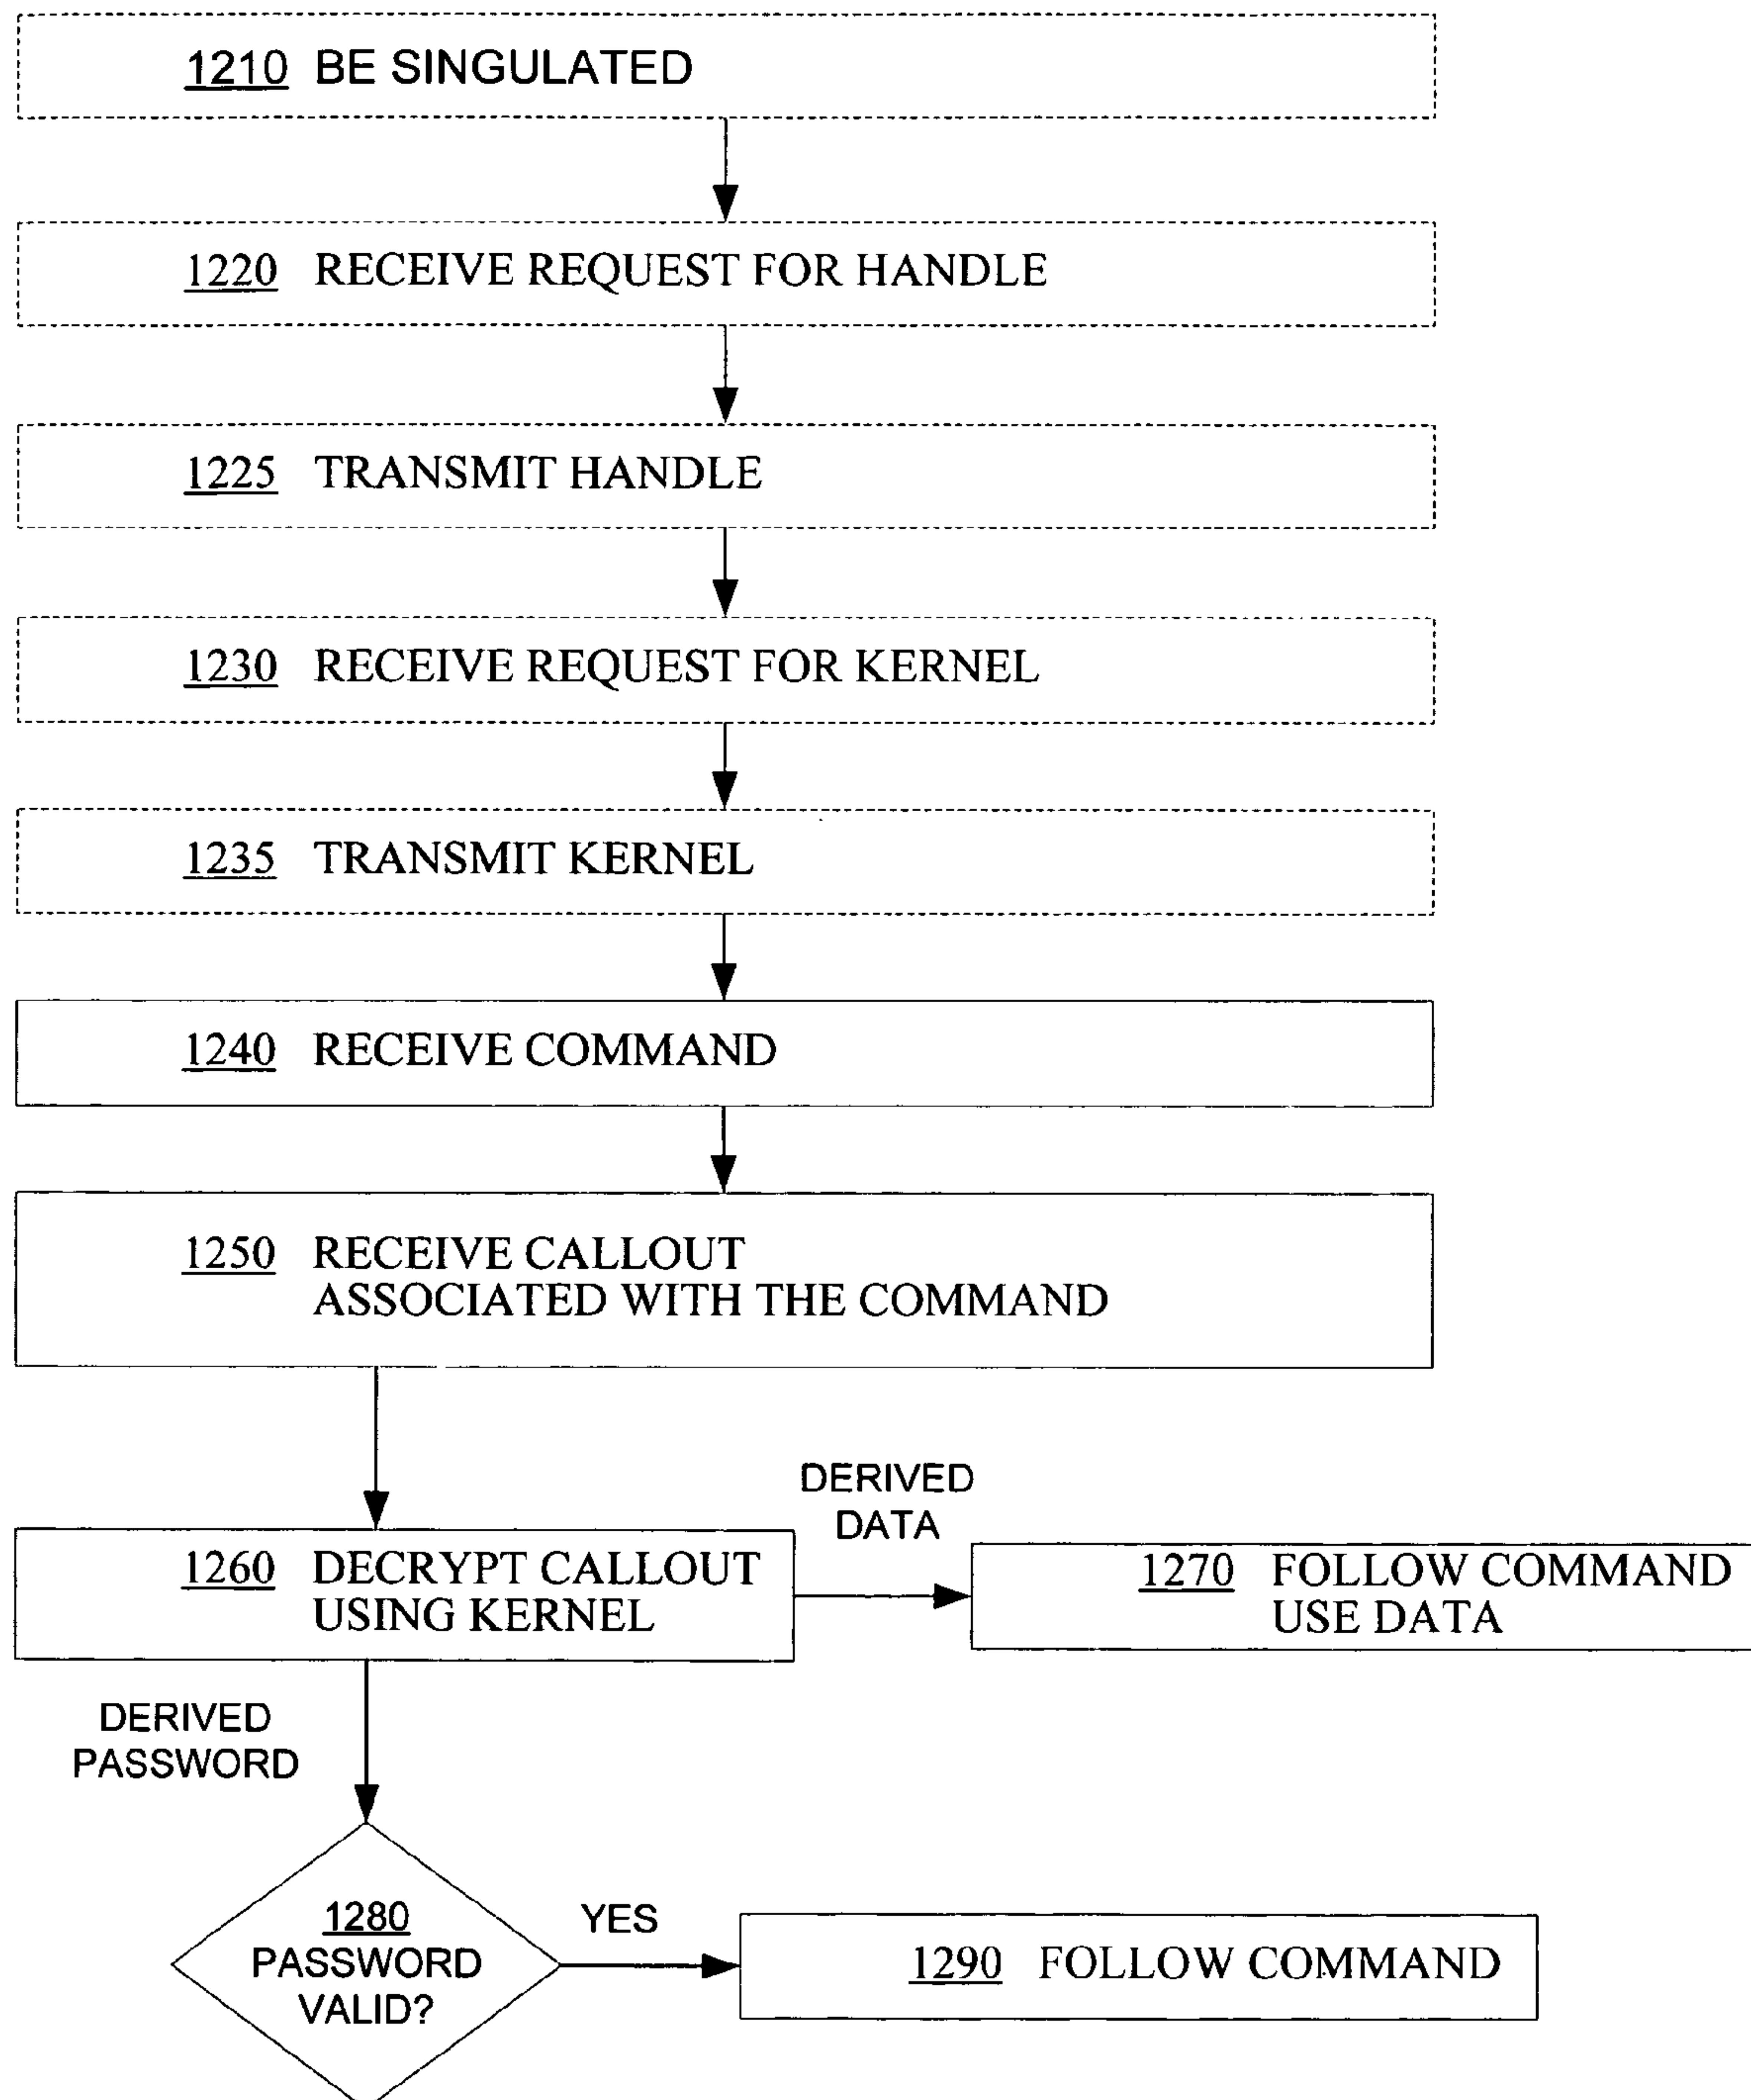 1210 BE SINGULATED
1220 RECEIVE REQUEST FOR HANDLE
1225 TRANSMIT HANDLE
1230 RECEIVE REQUEST FOR KERNEL
1235 TRANSMIT KERNEL
1240 RECEIVE COMMAND
1250 RECEIVE CALLOUT
ASSOCIATED WITH THE COMMAND
1260 DECRYPT CALLOUT
USING KERNEL
DERIVED
DATA
1270 FOLLOW COMMAND
USE DATA
DERIVED
PASSWORD
1280
PASSWORD
VALID?
YES
1290 FOLLOW COMMAND